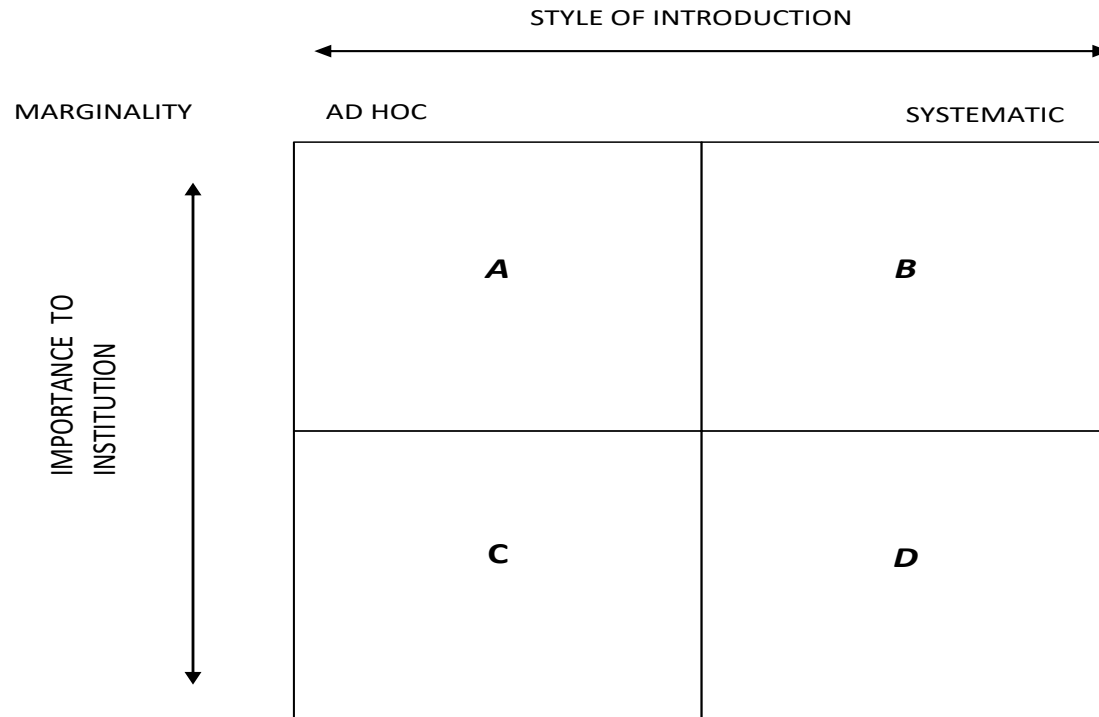 STYLE OF INTRODUCTION
MARGINALITY
AD HOC
SYSTEMATIC
A
B
IMPORTANCE TO
INSTITUTION
C
D